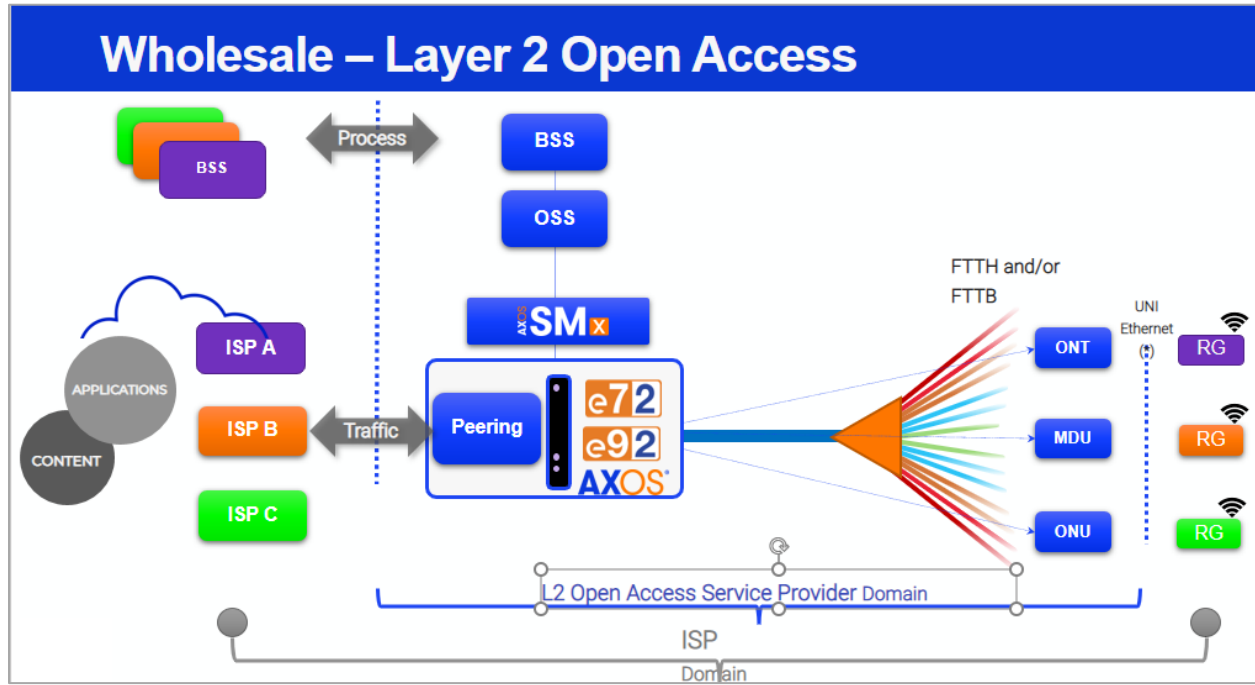 Wholesale – Layer 2 Open Access
BSS
Process
BSS
OSS
AXOS SMx
FTTH and/or
FTTB
UNI
Ethernet
(*)
APPLICATIONS
CONTENT
ISP A
ISP B
ISP C
Traffic
Peering
e72
e92
AXOS®
ONT
MDU
ONU
RG
RG
RG
L2 Open Access Service Provider Domain
ISP
Domain